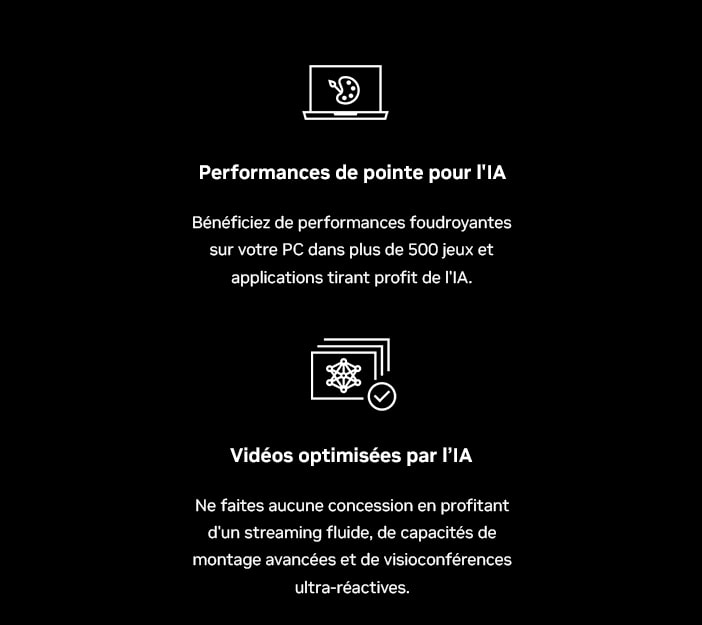 Performances de pointe pour l'IA
Bénéficiez de performances foudroyantes
sur votre PC dans plus de 500 jeux et
applications tirant profit de l'IA.
Vidéos optimisées par l’IA
Ne faites aucune concession en profitant
d'un streaming fluide, de capacités de
montage avancées et de visioconférences
ultra-réactives.